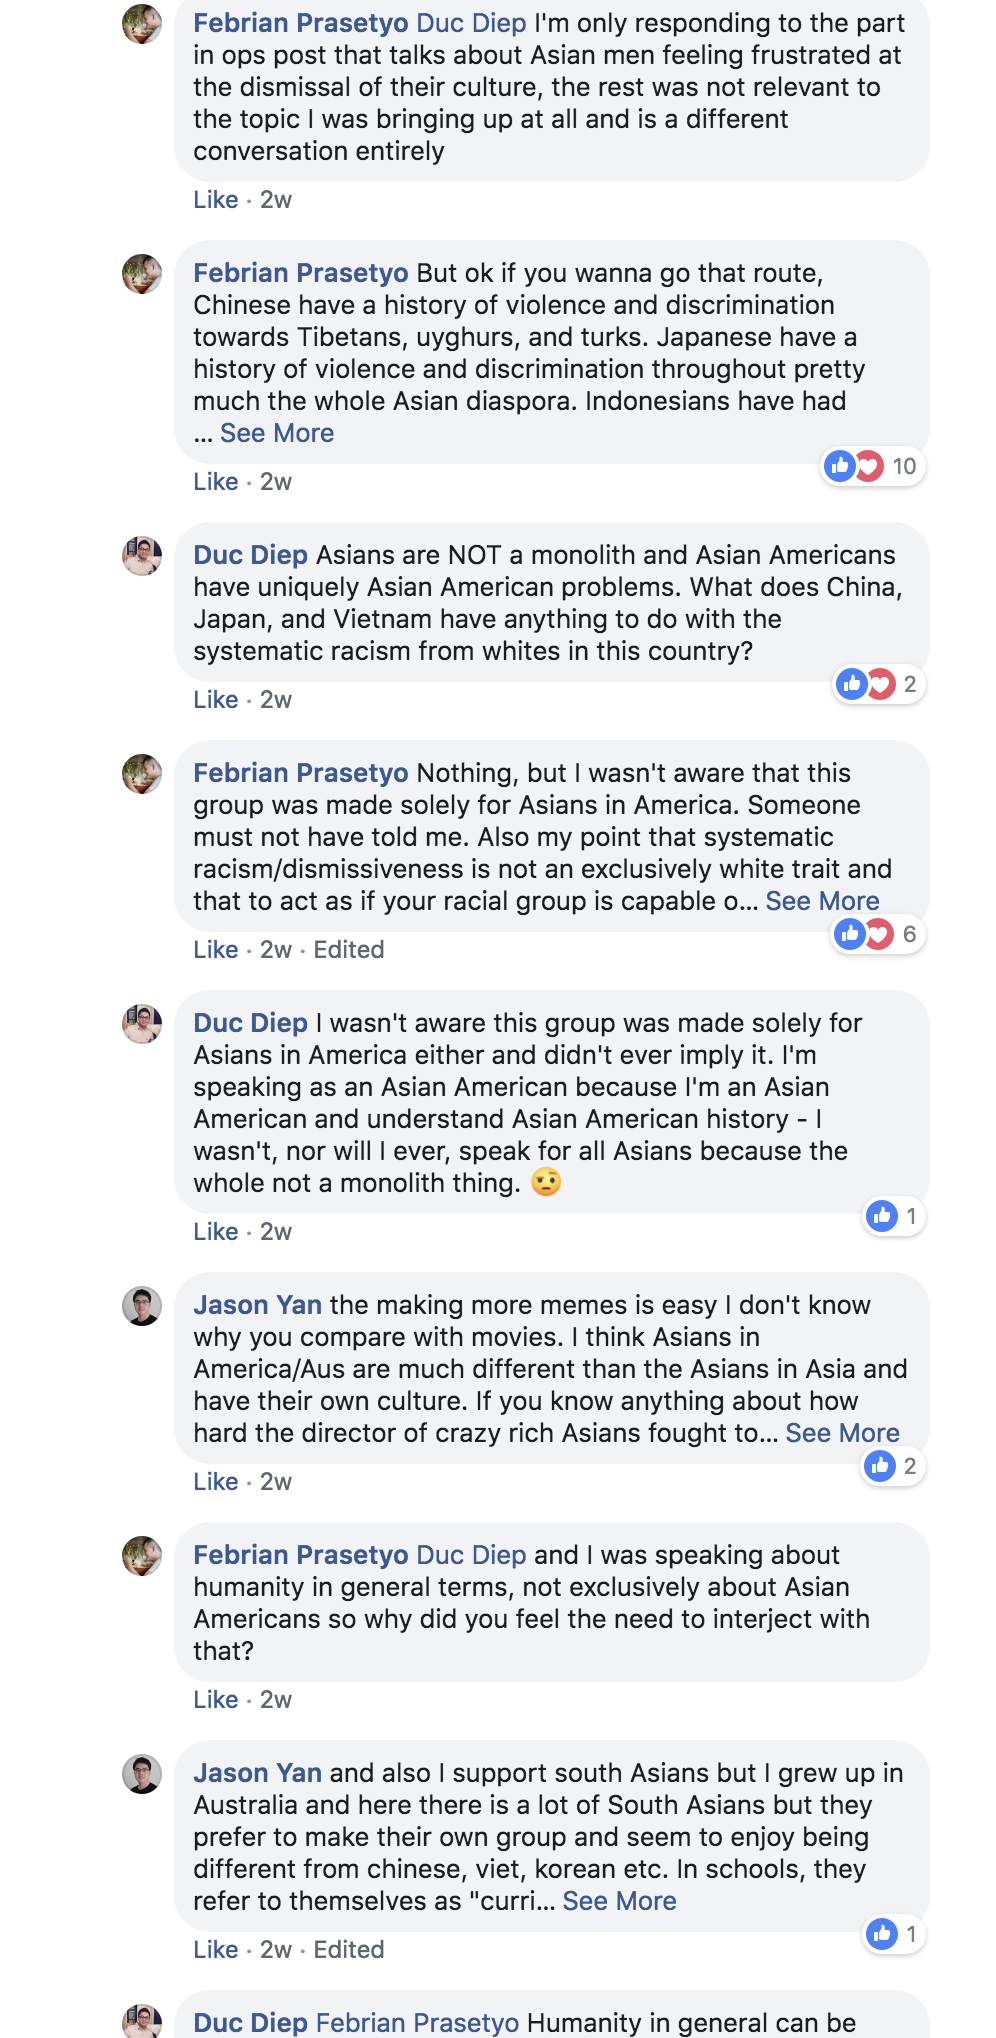 Febrian Prasetyo Duc Diep I'm only responding to the part
in ops post that talks about Asian men feeling frustrated at
the dismissal of their culture, the rest was not relevant to
the topic I was bringing up at all and is a different
conversation entirely
Like · 2w
Febrian Prasetyo But ok if you wanna go that route,
Chinese have a history of violence and discrimination
towards Tibetans, uyghurs, and turks. Japanese have a
history of violence and discrimination throughout pretty
much the whole Asian diaspora. Indonesians have had
... See More
10
Like · 2w
Duc Diep Asians are NOT a monolith and Asian Americans
have uniquely Asian American problems. What does China,
Japan, and Vietnam have anything to do with the
systematic racism from whites in this country?
2
Like · 2w
Febrian Prasetyo Nothing, but I wasn't aware that this
group was made solely for Asians in America. Someone
must not have told me. Also my point that systematic
racism/dismissiveness is not an exclusively white trait and
that to act as if your racial group is capable o... See More
6
Like · 2w · Edited
Duc Diep I wasn't aware this group was made solely for
Asians in America either and didn't ever imply it. I'm
speaking as an Asian American because I'm an Asian
American and understand Asian American history - I
wasn't, nor will I ever, speak for all Asians because the
whole not a monolith thing. 🤨
1
Like · 2w
Jason Yan the making more memes is easy I don't know
why you compare with movies. I think Asians in
America/Aus are much different than the Asians in Asia and
have their own culture. If you know anything about how
hard the director of crazy rich Asians fought to... See More
2
Like · 2w
Febrian Prasetyo Duc Diep and I was speaking about
humanity in general terms, not exclusively about Asian
Americans so why did you feel the need to interject with
that?
Like · 2w
Jason Yan and also I support south Asians but I grew up in
Australia and here there is a lot of South Asians but they
prefer to make their own group and seem to enjoy being
different from chinese, viet, korean etc. In schools, they
refer to themselves as "curri... See More
1
Like · 2w · Edited
Duc Diep Febrian Prasetyo Humanity in general can be